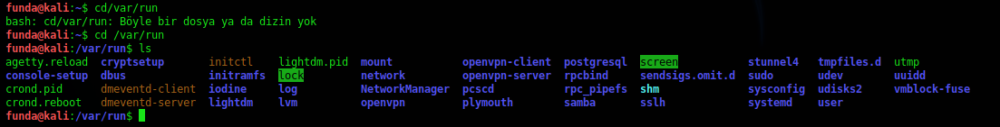 funda@kali:~$ cd/var/run
bash: cd/var/run: Böyle bir dosya ya da dizin yok
funda@kali:~$ cd /var/run
funda@kali:/var/run$ ls
agetty.reload cryptsetup initctl lightdm.pid mount openvpn-client postgresql screen stunnel4 tmpfiles.d utmp
console-setup dbus initramfs lock network openvpn-server rpcbind sendsigs.omit.d sudo udev uuidd
crond.pid dmeventd-client iodine log NetworkManager pcscd rpc_pipefs shm sysconfig udisks2 vmblock-fuse
crond.reboot dmeventd-server lightdm lvm openvpn plymouth samba sslh systemd user
funda@kali:/var/run$